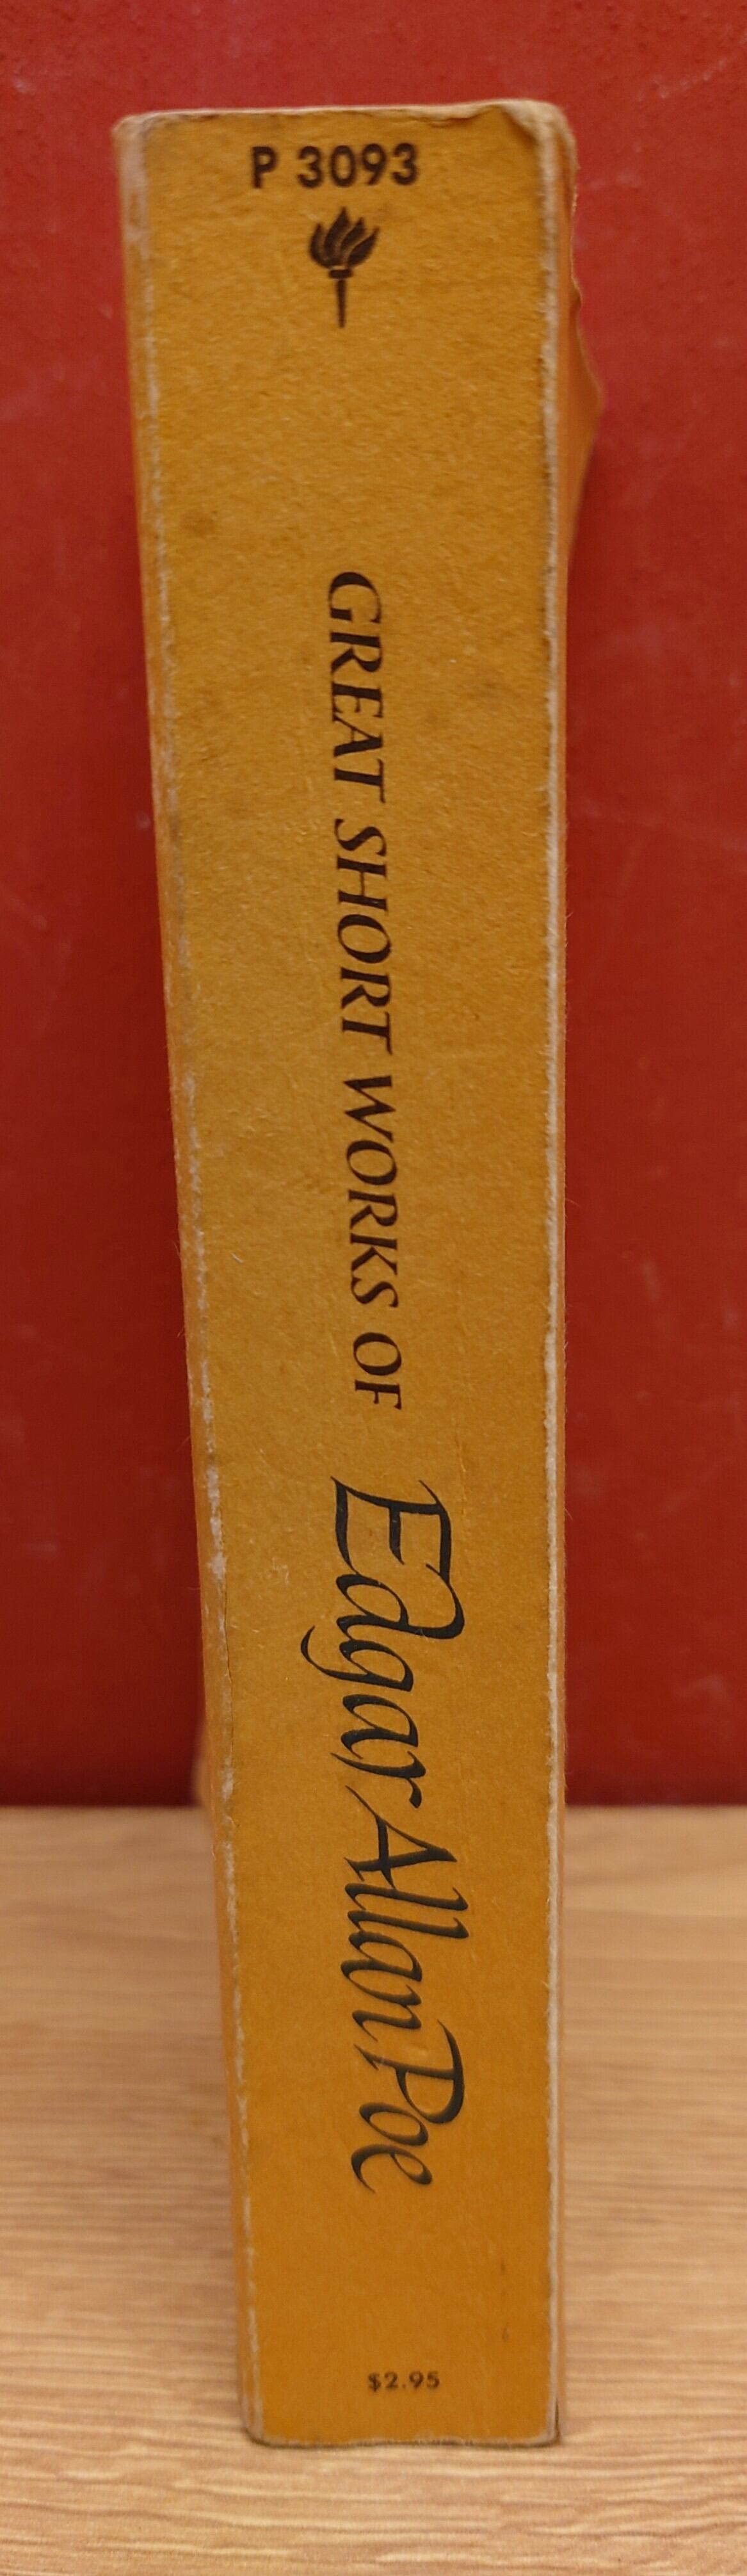 P 3093
GREAT SHORT WORKS OF Edgar Allan Poe
$2.95